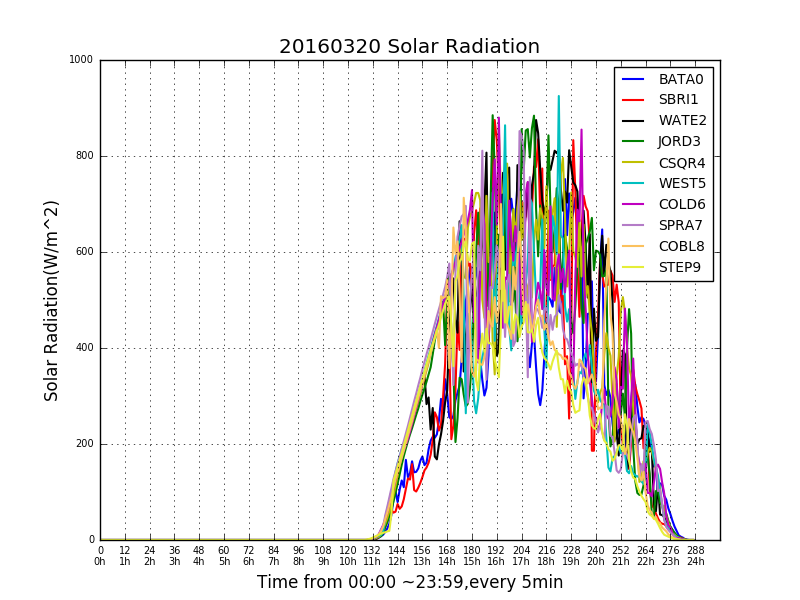 20160320 Solar Radiation
1000
800
600
400
200
0
Solar Radiation(W/m^2)
BATA0
SBRI1
WATE2
JORD3
CSQR4
WEST5
COLD6
SPRA7
COBL8
STEP9
0 12 24 36 48 60 72 84 96 108 120 132 144 156 168 180 192 204 216 228 240 252 264 276 288
0h 1h 2h 3h 4h 5h 6h 7h 8h 9h 10h 11h 12h 13h 14h 15h 16h 17h 18h 19h 20h 21h 22h 23h 24h
Time from 00:00 ~23:59,every 5min